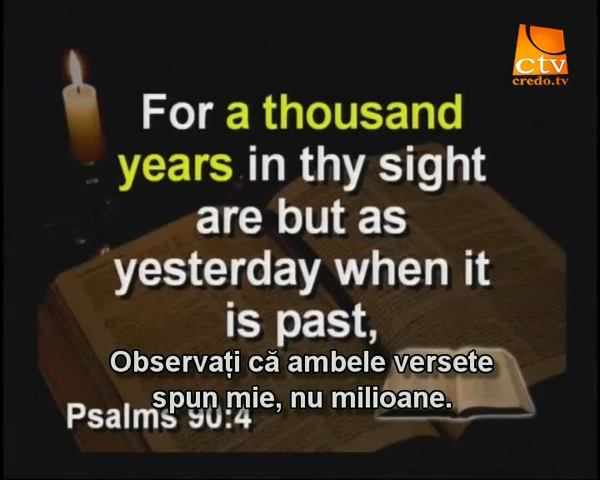 ctv
credo.tv
For a thousand
years in thy sight
are but as
yesterday when it
is past,
Observați că ambele versete
spun mie, nu milioane.
Psalms 90:4